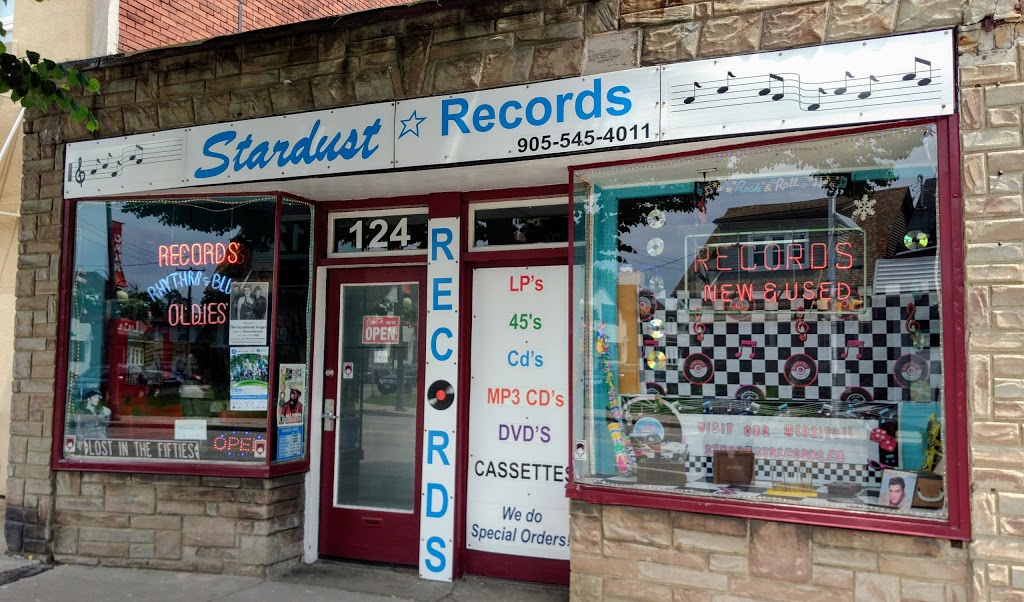 Stardust ☆ Records
905-545-4011
124
RECORDS
RHYTHM & BLU
OLDIES
OPEN
LOST IN THE FIFTIES
OPEN
RECORDS
LP's
45's
Cd's
MP3 CD's
DVD'S
CASSETTES
We do
Special Orders!
Rock & Roll
RECORDS
NEW & USED
VISIT OUR WEBSITE!!